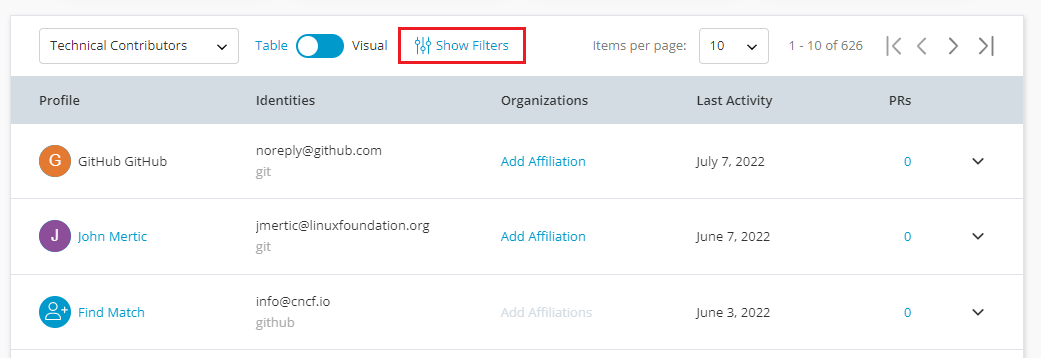 Technical Contributors Table Visual Show Filters Items per page: 10 1 - 10 of 626
Profile Identities Organizations Last Activity PRs
G GitHub GitHub noreply@github.com Add Affiliation July 7, 2022 0
git
J John Mertic jmertic@linuxfoundation.org Add Affiliation June 7, 2022 0
git
Find Match info@cncf.io Add Affiliations June 3, 2022 0
github